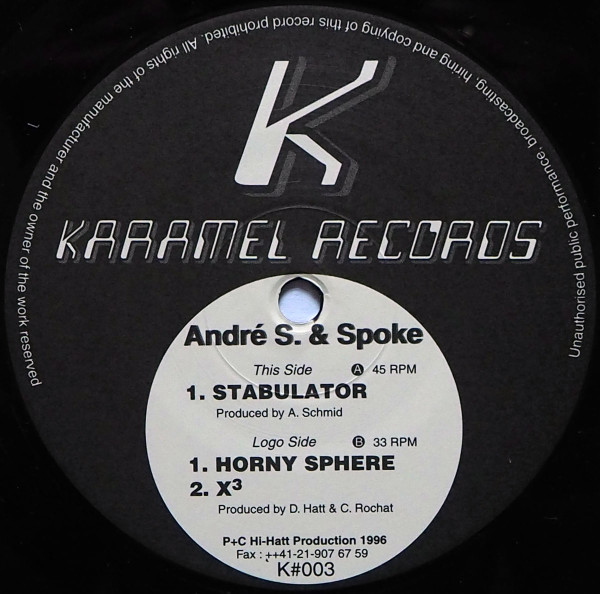 All rights of the manufacturer and the owner of the work reserved
Unauthorised public performance, broadcasting, hiring and copying of this record prohibited.
K
KARAMEL RECORDS
André S. & Spoke
This Side A 45 RPM
1. STABULATOR
Produced by A. Schmid
Logo Side B 33 RPM
1. HORNY SPHERE
2. X³
Produced by D. Hatt & C. Rochat
P+C Hi-Hatt Production 1996
Fax : ++41-21-907 67 59
K#003